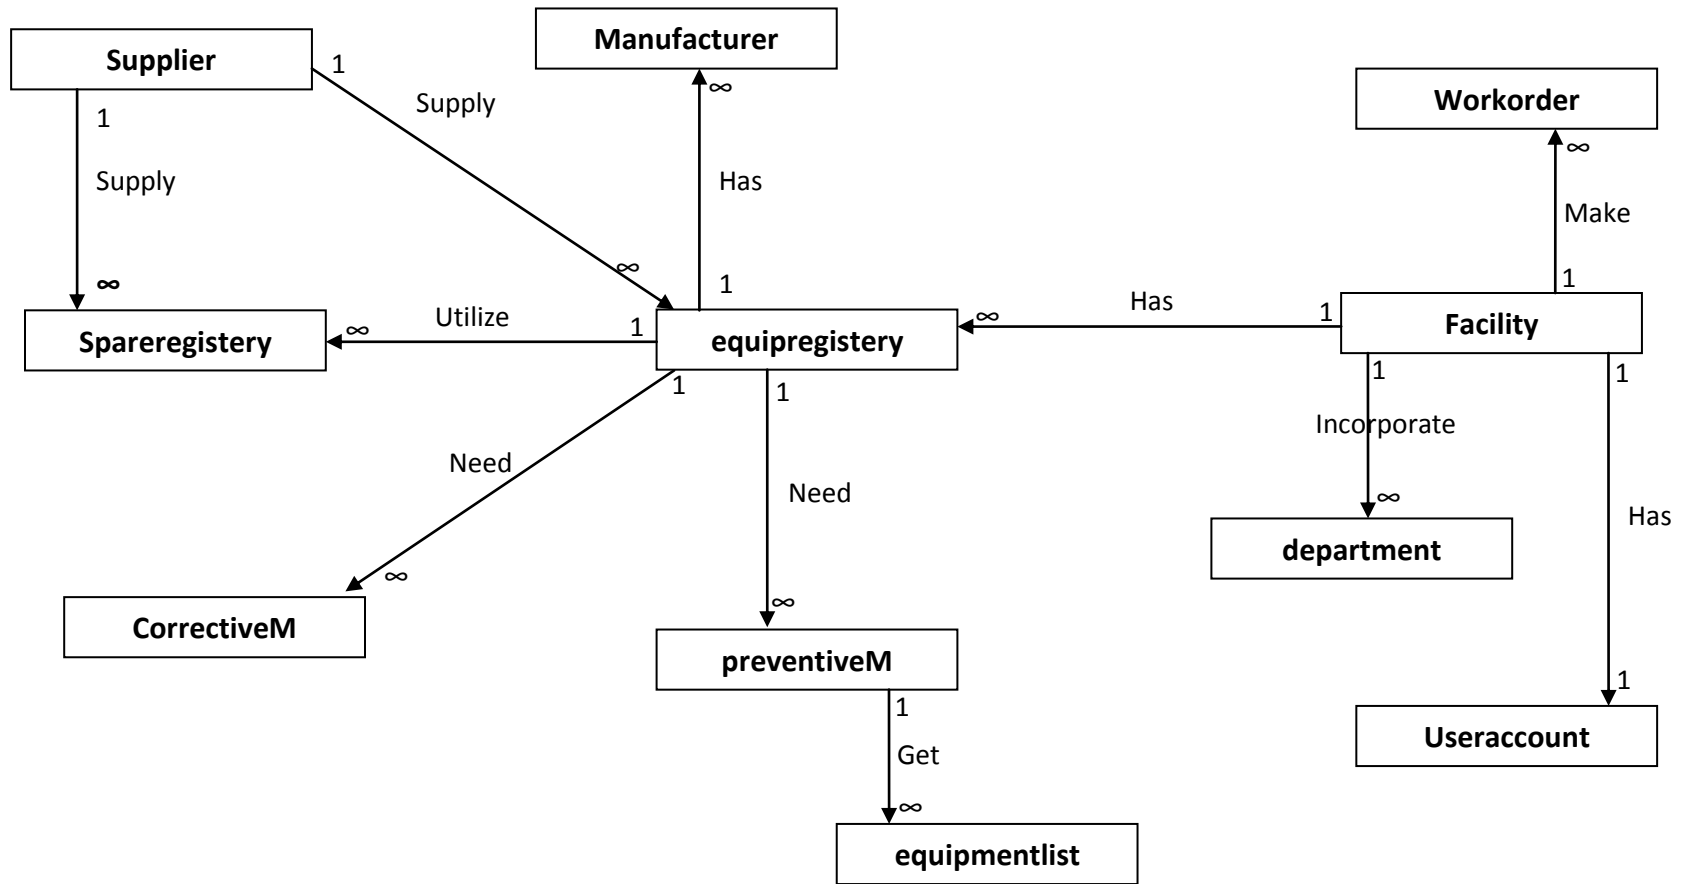 Manufacturer
Supplier
1
∞
Supply
Workorder
1
∞
Supply
Has
Make
∞
∞
1
1
Has
1
Facility
∞
Utilize
1
∞
Spareregistery
equipregistery
1
1
1
1
Incorporate
Need
Need
∞
Has
department
∞
∞
CorrectiveM
preventiveM
1
1
Useraccount
Get
∞
equipmentlist